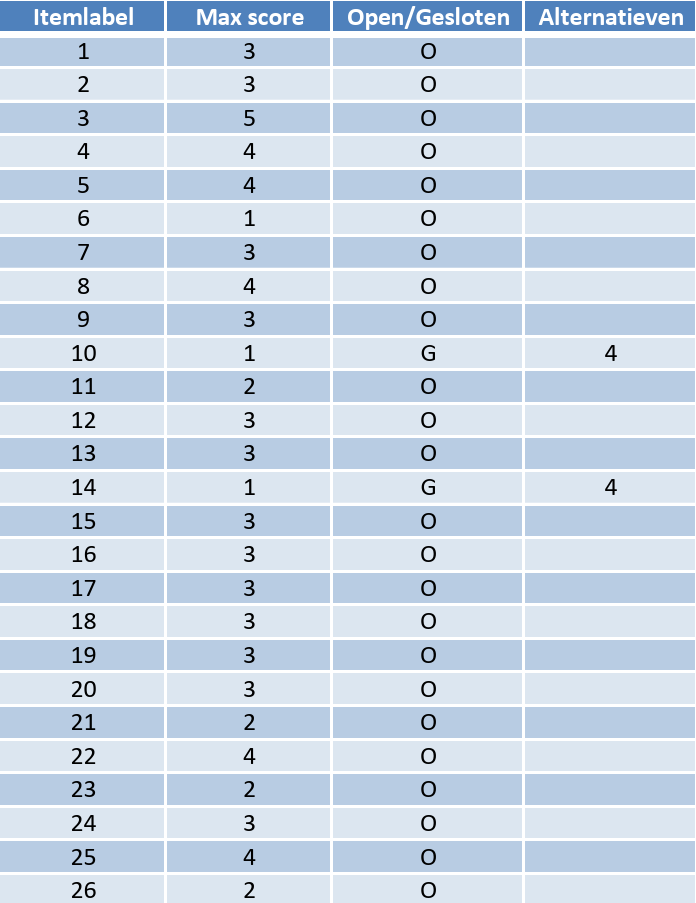 Itemlabel Max score Open/Gesloten Alternatieven
1 3 O
2 3 O
3 5 O
4 4 O
5 4 O
6 1 O
7 3 O
8 4 O
9 3 O
10 1 G 4
11 2 O
12 3 O
13 3 O
14 1 G 4
15 3 O
16 3 O
17 3 O
18 3 O
19 3 O
20 3 O
21 2 O
22 4 O
23 2 O
24 3 O
25 4 O
26 2 O